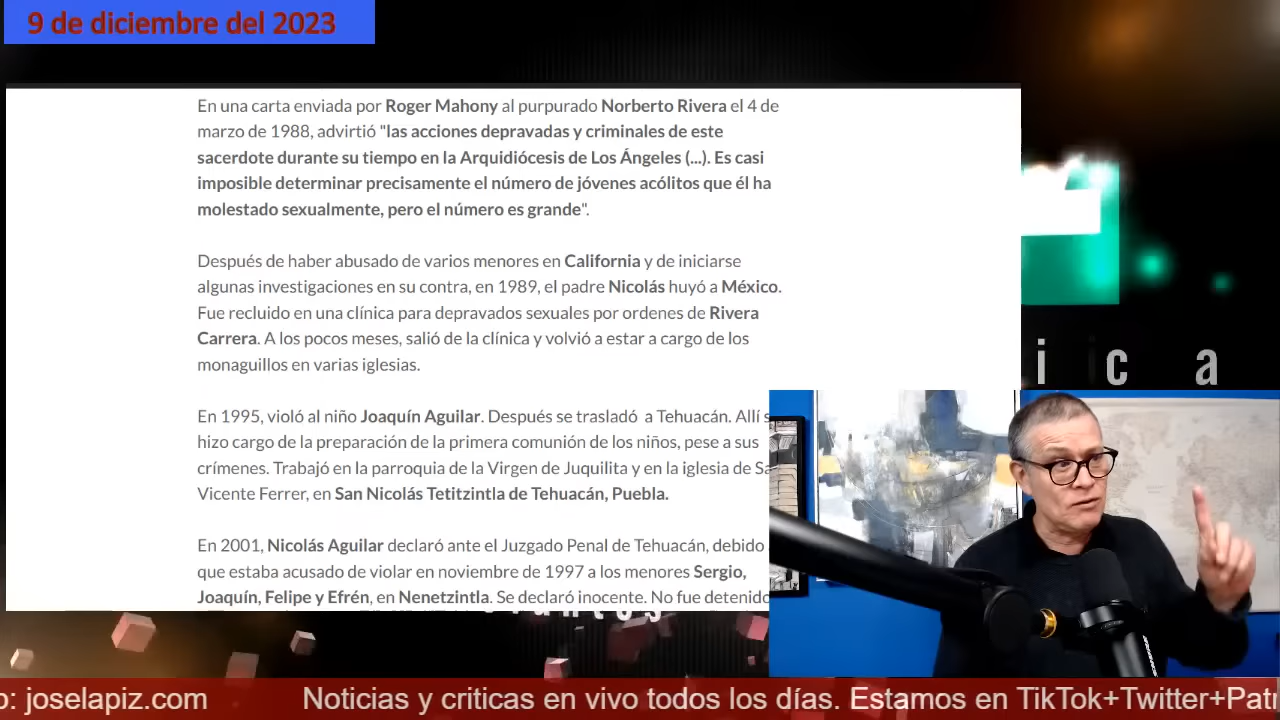 9 de diciembre del 2023
En una carta enviada por Roger Mahony al purpurado Norberto Rivera el 4 de
marzo de 1988, advirtió "las acciones depravadas y criminales de este
sacerdote durante su tiempo en la Arquidiócesis de Los Ángeles (...). Es casi
imposible determinar precisamente el número de jóvenes acólitos que él ha
molestado sexualmente, pero el número es grande".
Después de haber abusado de varios menores en California y de iniciarse
algunas investigaciones en su contra, en 1989, el padre Nicolás huyó a México.
Fue recluido en una clínica para depravados sexuales por ordenes de Rivera
Carrera. A los pocos meses, salió de la clínica y volvió a estar a cargo de los
monaguillos en varias iglesias.
i c a
En 1995, violó al niño Joaquín Aguilar. Después se trasladó a Tehuacán. Allí
hizo cargo de la preparación de la primera comunión de los niños, pese a sus
crímenes. Trabajó en la parroquia de la Virgen de Juquilita y en la iglesia de
Vicente Ferrer, en San Nicolás Tetitzintla de Tehuacán, Puebla.
En 2001, Nicolás Aguilar declaró ante el Juzgado Penal de Tehuacán, debido
que estaba acusado de violar en noviembre de 1997 a los menores Sergio,
Joaquín, Felipe y Efrén, en Nenetzintla. Se declaró inocente. No fue detenido
: joselapiz.com Noticias y criticas en vivo todos los días. Estamos en TikTok+Twitter+